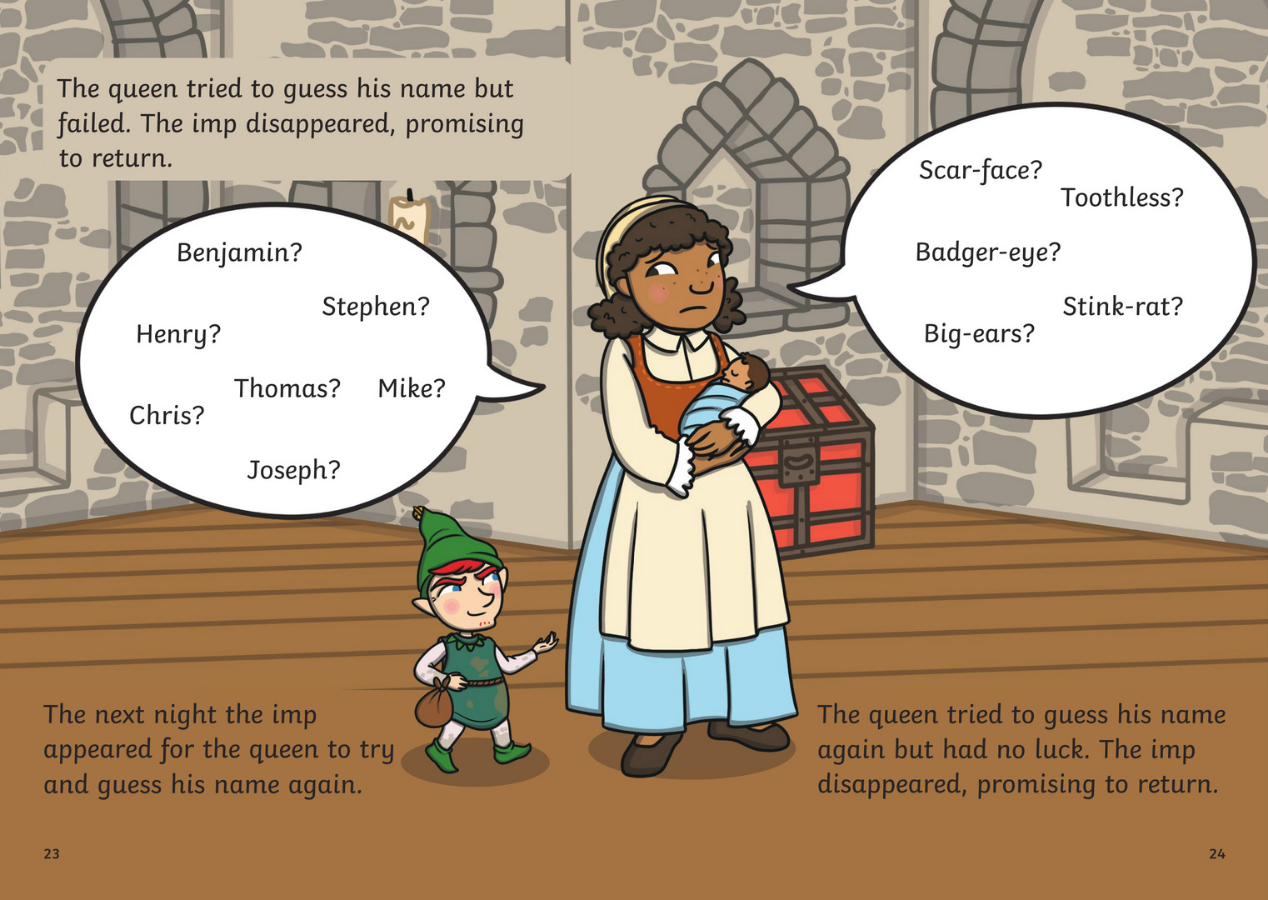 The queen tried to guess his name but
failed. The imp disappeared, promising
to return.
Benjamin?
Stephen?
Henry?
Thomas? Mike?
Chris?
Joseph?
The next night the imp
appeared for the queen to try
and guess his name again.
23
Scar-face?
Toothless?
Badger-eye?
Stink-rat?
Big-ears?
The queen tried to guess his name
again but had no luck. The imp
disappeared, promising to return.
24